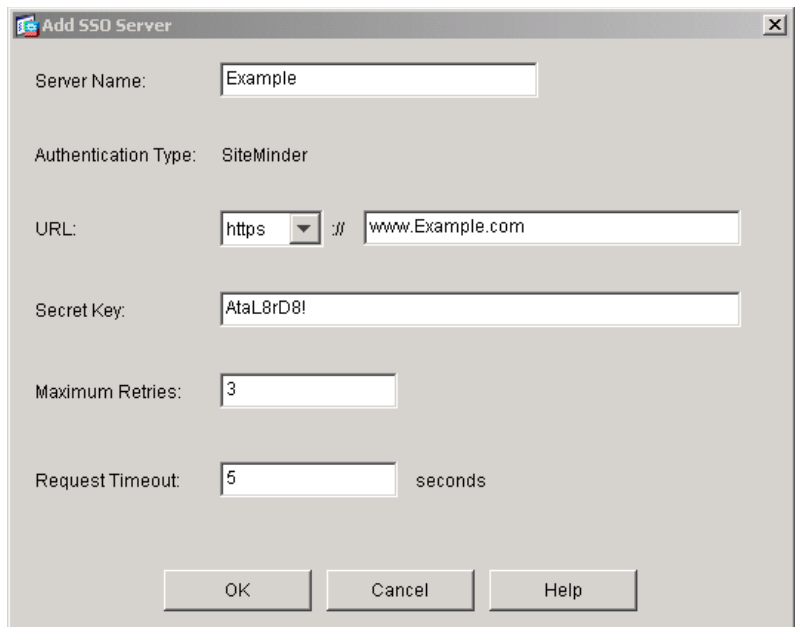 Add SSO Server
Server Name: Example
Authentication Type: SiteMinder
URL: https :// www.Example.com
Secret Key: AtaL8rD8!
Maximum Retries: 3
Request Timeout: 5 seconds
OK Cancel Help